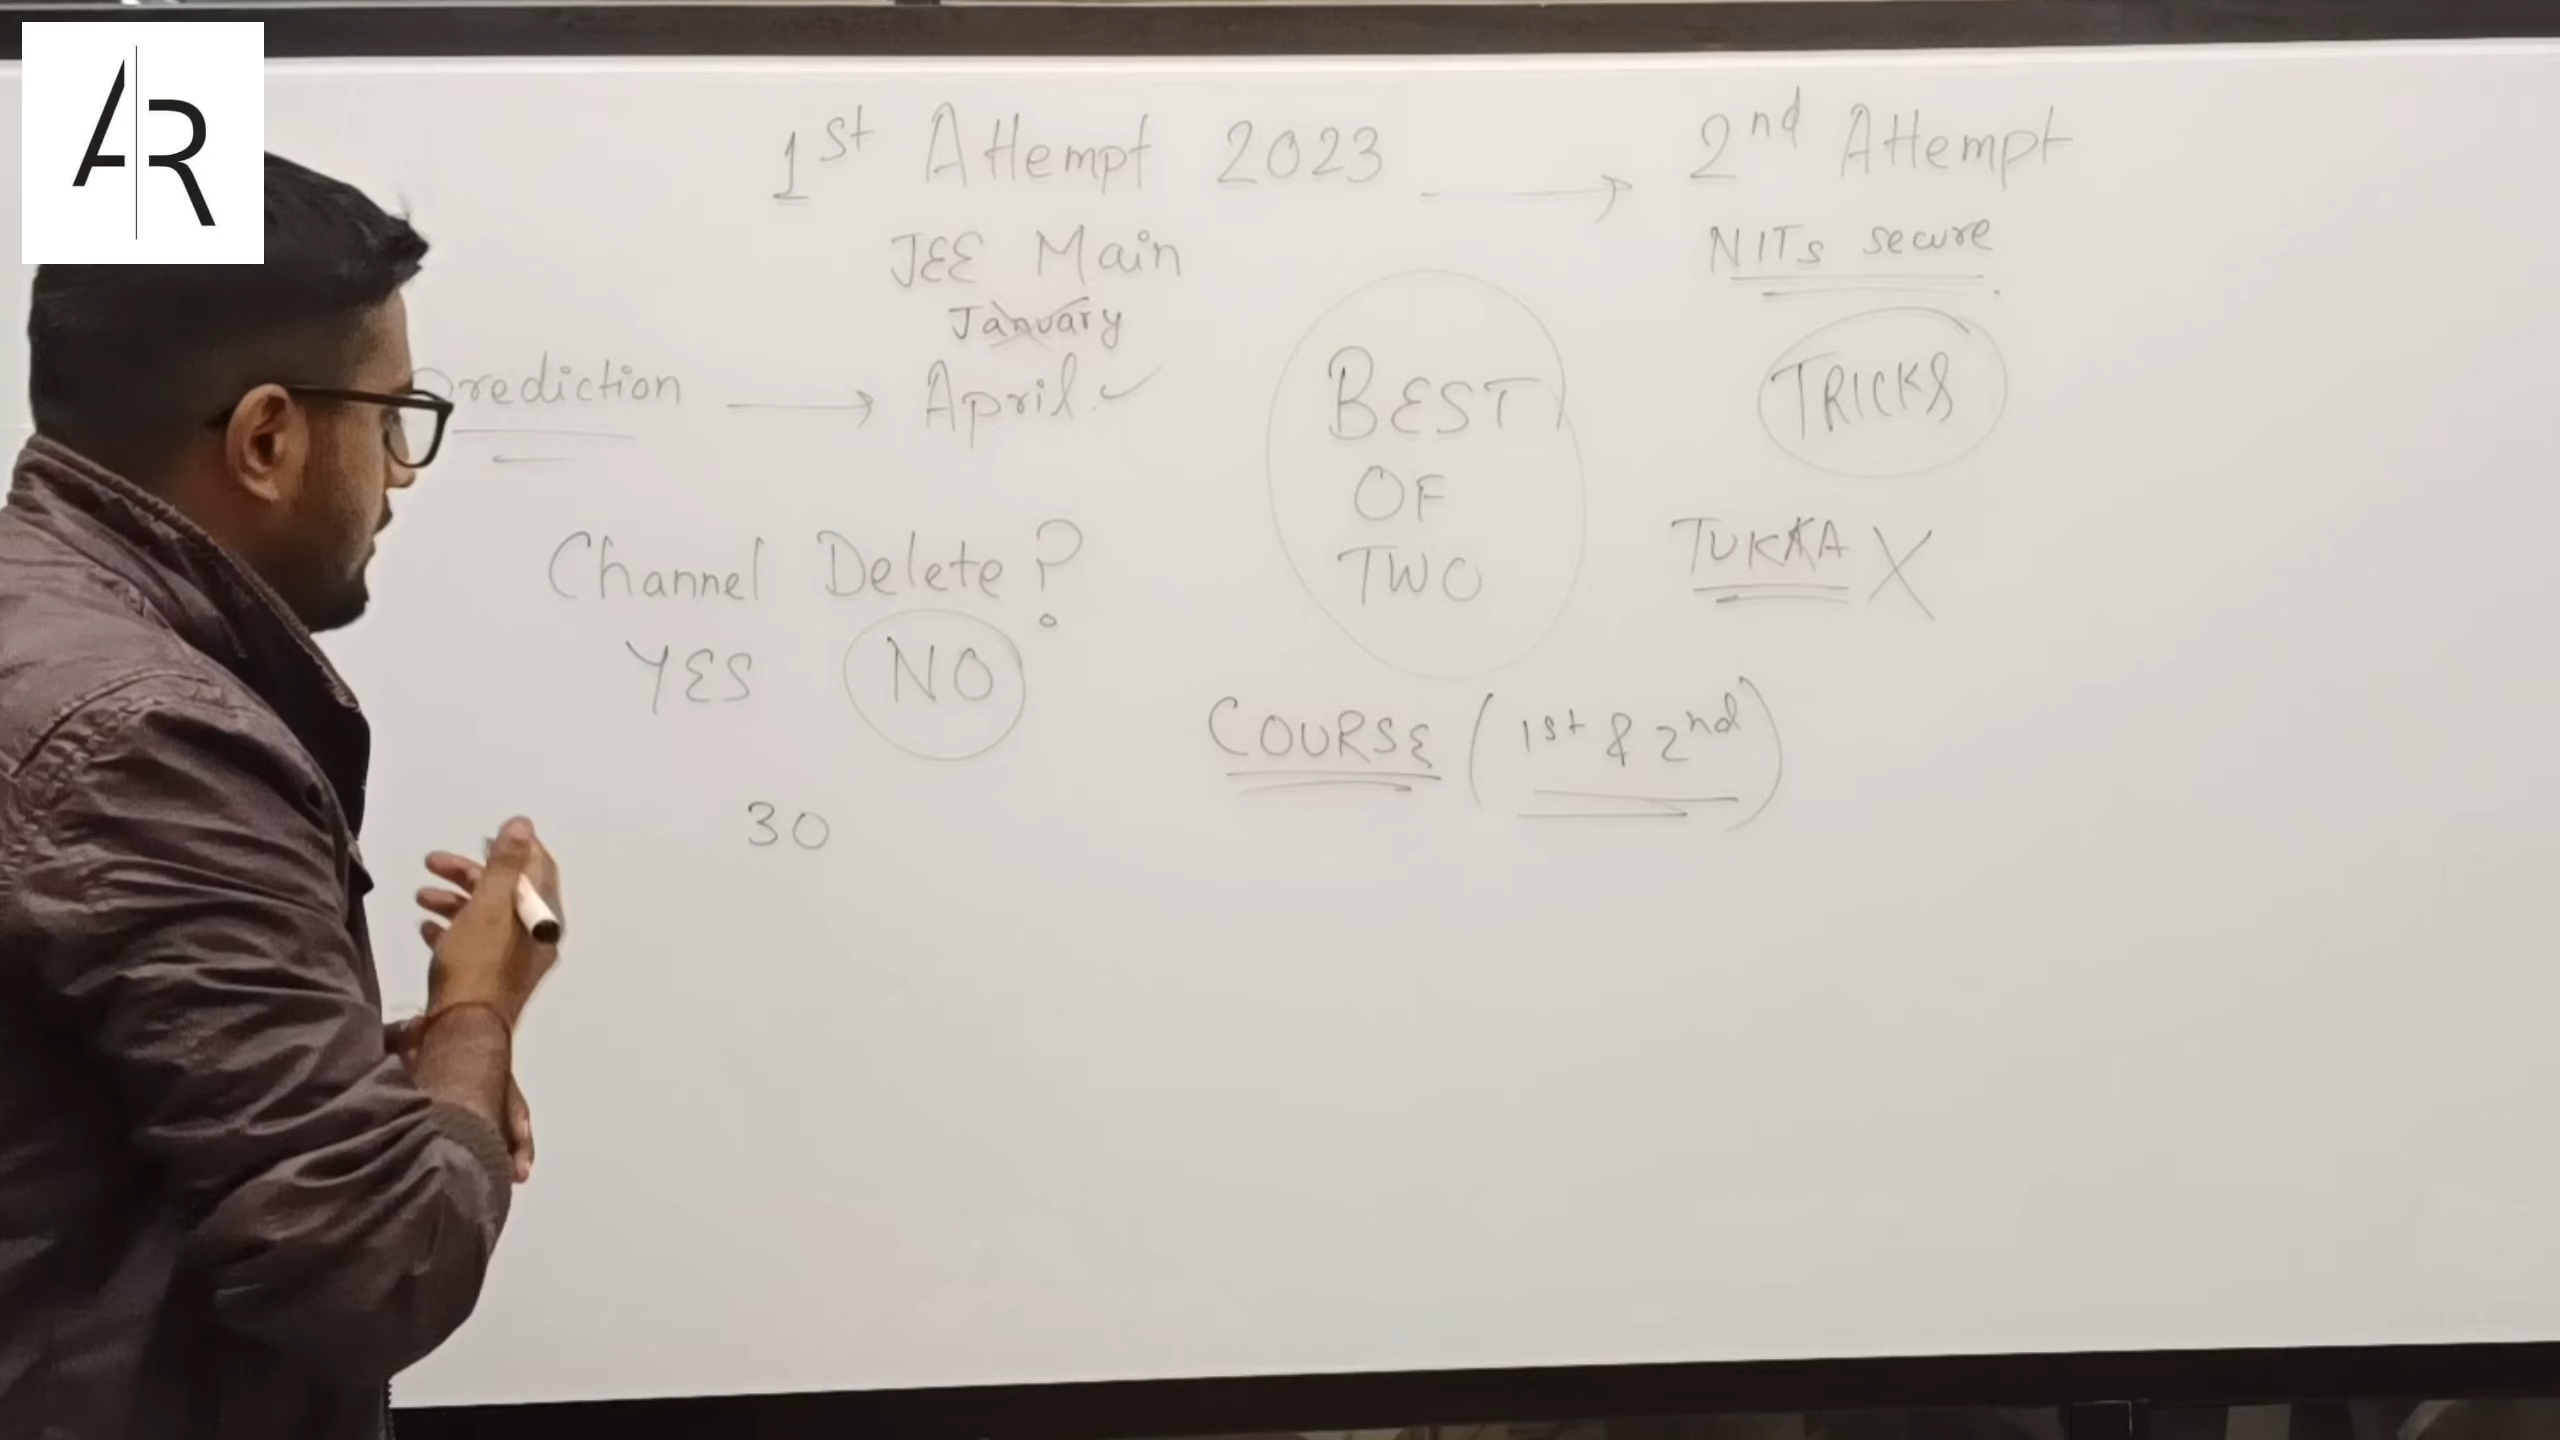 AR
1st Attempt 2023 → 2nd Attempt
JEE Main
NITs secure
January
Prediction → April ✓
BEST
OF
TWO
TRICKS
Channel Delete?
TUKKA X
YES NO
COURSE (1st & 2nd)
30